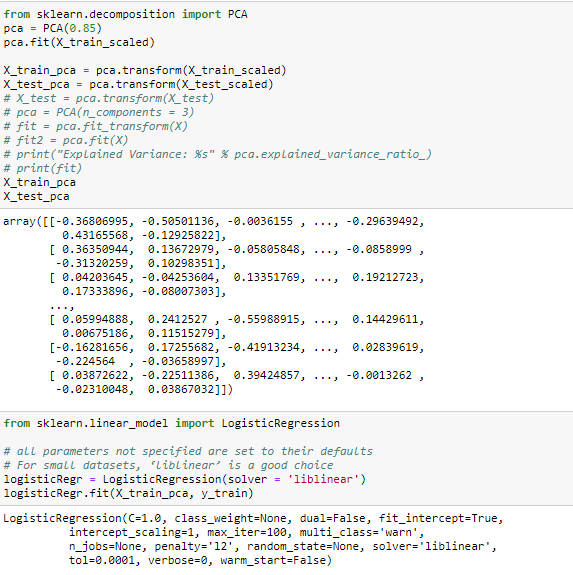 from sklearn.decomposition import PCA
pca = PCA(0.85)
pca.fit(X_train_scaled)
X_train_pca = pca.transform(X_train_scaled)
X_test_pca = pca.transform(X_test_scaled)
# X_test = pca.transform(X_test)
# pca = PCA(n_components = 3)
# fit = pca.fit_transform(X)
# fit2 = pca.fit(X)
# print("Explained Variance: %s" % pca.explained_variance_ratio_)
# print(fit)
X_train_pca
X_test_pca
array([[-0.36806995, -0.50501136, -0.0036155 , ..., -0.29639492,
0.43165568, -0.12925822],
[ 0.36350944, 0.13672979, -0.05805848, ..., -0.0858999 ,
-0.31320259, 0.10298351],
[ 0.04203645, -0.04253604, 0.13351769, ..., 0.19212723,
0.17333896, -0.08007303],
...,
[ 0.05994888, 0.2412527 , -0.55988915, ..., 0.14429611,
0.00675186, 0.11515279],
[-0.16281656, 0.17255682, -0.41913234, ..., 0.02839619,
-0.224564 , -0.03658997],
[ 0.03872622, -0.22511386, 0.39424857, ..., -0.0013262 ,
-0.02310048, 0.03867032]])
from sklearn.linear_model import LogisticRegression
# all parameters not specified are set to their defaults
# For small datasets, ‘liblinear’ is a good choice
logisticRegr = LogisticRegression(solver = 'liblinear')
logisticRegr.fit(X_train_pca, y_train)
LogisticRegression(C=1.0, class_weight=None, dual=False, fit_intercept=True,
intercept_scaling=1, max_iter=100, multi_class='warn',
n_jobs=None, penalty='l2', random_state=None, solver='liblinear',
tol=0.0001, verbose=0, warm_start=False)